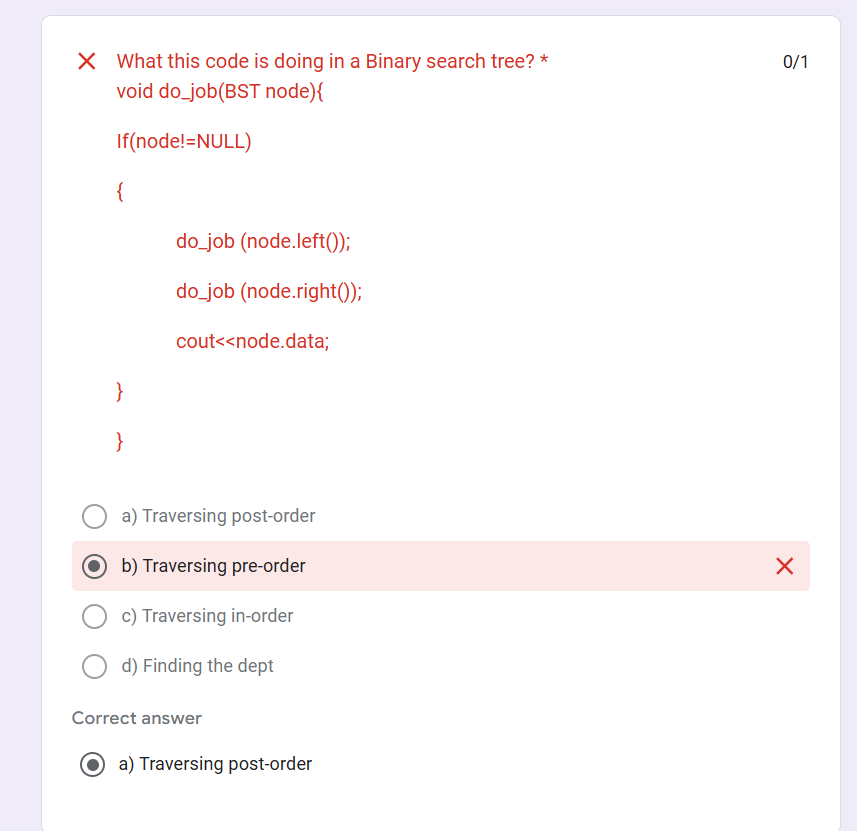 What this code is doing in a Binary search tree? *
0/1
void do_job(BST node){
If(node!=NULL)
{
do_job (node.left());
do_job (node.right());
cout<<node.data;
}
}
a) Traversing post-order
b) Traversing pre-order
c) Traversing in-order
d) Finding the dept
Correct answer
a) Traversing post-order